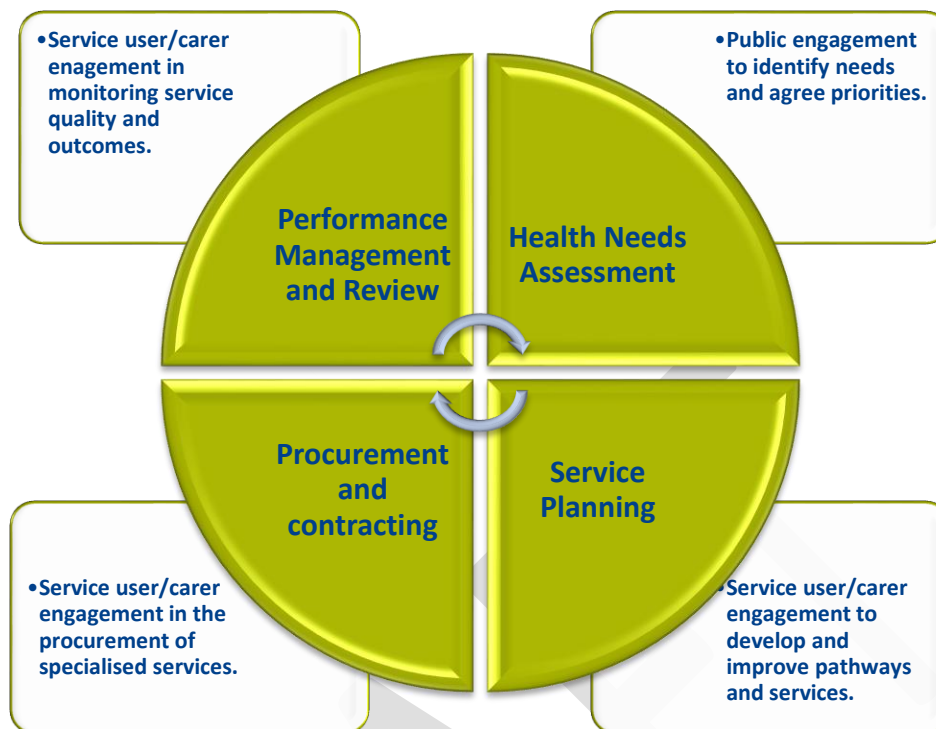 •Service user/carer
enagement in
monitoring service
quality and
outcomes.
•Public engagement
to identify needs
and agree priorities.
Performance
Management
and Review
Health Needs
Assessment
Procurement
and
contracting
Service
Planning
•Service user/carer
engagement in the
procurement of
specialised services.
•Service user/carer
engagement to
develop and
improve pathways
and services.